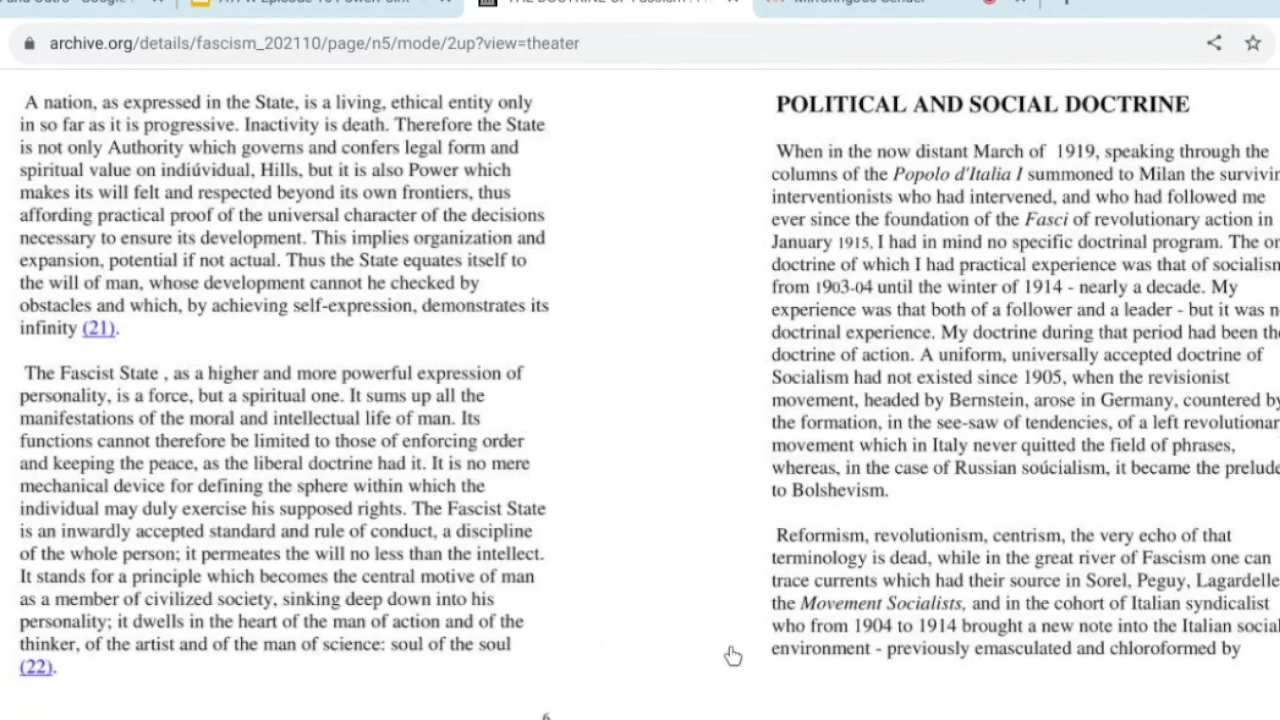 archive.org/details/fascism_202110/page/n5/mode/2up?view=theater
A nation, as expressed in the State, is a living, ethical entity only
in so far as it is progressive. Inactivity is death. Therefore the State
is not only Authority which governs and confers legal form and
spiritual value on indiúvidual, Hills, but it is also Power which
makes its will felt and respected beyond its own frontiers, thus
affording practical proof of the universal character of the decisions
necessary to ensure its development. This implies organization and
expansion, potential if not actual. Thus the State equates itself to
the will of man, whose development cannot he checked by
obstacles and which, by achieving self-expression, demonstrates its
infinity (21).
The Fascist State , as a higher and more powerful expression of
personality, is a force, but a spiritual one. It sums up all the
manifestations of the moral and intellectual life of man. Its
functions cannot therefore be limited to those of enforcing order
and keeping the peace, as the liberal doctrine had it. It is no mere
mechanical device for defining the sphere within which the
individual may duly exercise his supposed rights. The Fascist State
is an inwardly accepted standard and rule of conduct, a discipline
of the whole person; it permeates the will no less than the intellect.
It stands for a principle which becomes the central motive of man
as a member of civilized society, sinking deep down into his
personality; it dwells in the heart of the man of action and of the
thinker, of the artist and of the man of science: soul of the soul
(22).
POLITICAL AND SOCIAL DOCTRINE
When in the now distant March of 1919, speaking through the
columns of the Popolo d'Italia I summoned to Milan the survivin
interventionists who had intervened, and who had followed me
ever since the foundation of the Fasci of revolutionary action in
January 1915, I had in mind no specific doctrinal program. The on
doctrine of which I had practical experience was that of socialism
from 1903-04 until the winter of 1914 - nearly a decade. My
experience was that both of a follower and a leader - but it was n
doctrinal experience. My doctrine during that period had been the
doctrine of action. A uniform, universally accepted doctrine of
Socialism had not existed since 1905, when the revisionist
movement, headed by Bernstein, arose in Germany, countered by
the formation, in the see-saw of tendencies, of a left revolutionar
movement which in Italy never quitted the field of phrases,
whereas, in the case of Russian soúcialism, it became the prelude
to Bolshevism.
Reformism, revolutionism, centrism, the very echo of that
terminology is dead, while in the great river of Fascism one can
trace currents which had their source in Sorel, Peguy, Lagardelle
the Movement Socialists, and in the cohort of Italian syndicalist
who from 1904 to 1914 brought a new note into the Italian social
environment - previously emasculated and chloroformed by